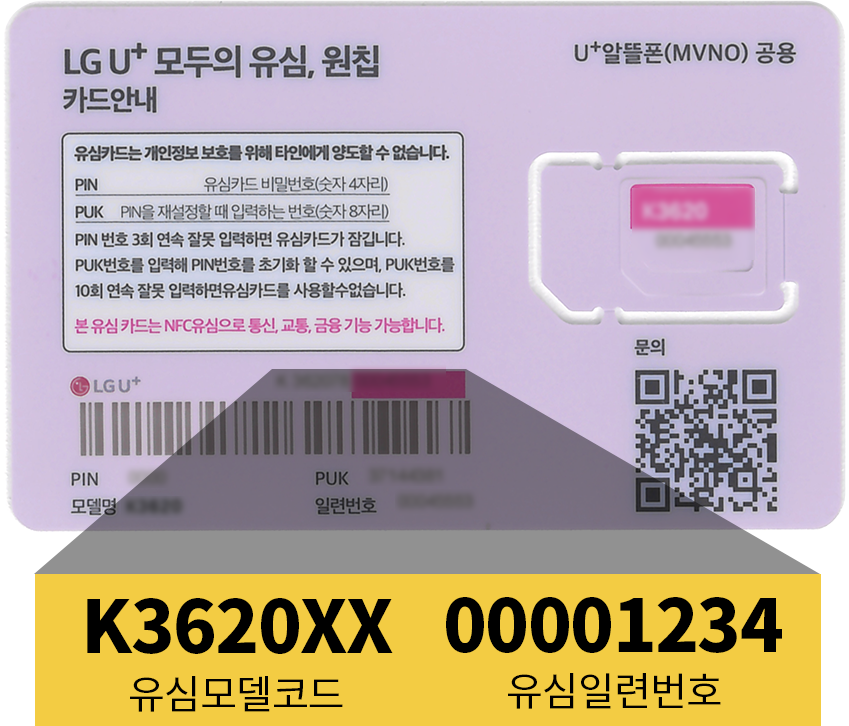 LG U+ 모두의 유심, 원칩
카드안내
U+알뜰폰(MVNO) 공용
유심카드는 개인정보 보호를 위해 타인에게 양도할 수 없습니다.
PIN 유심카드 비밀번호(숫자 4자리)
PUK PIN을 재설정할 때 입력하는 번호(숫자 8자리)
PIN 번호 3회 연속 잘못 입력하면 유심카드가 잠깁니다.
PUK번호를 입력해 PIN번호를 초기화 할 수 있으며, PUK번호를
10회 연속 잘못 입력하면유심카드를 사용할수없습니다.
본 유심 카드는 NFC유심으로 통신, 교통, 금융 기능 가능합니다.
K3620
문의
LG U+
PIN PUK
모델명 K3620 일련번호
K3620XX 00001234
유심모델코드 유심일련번호